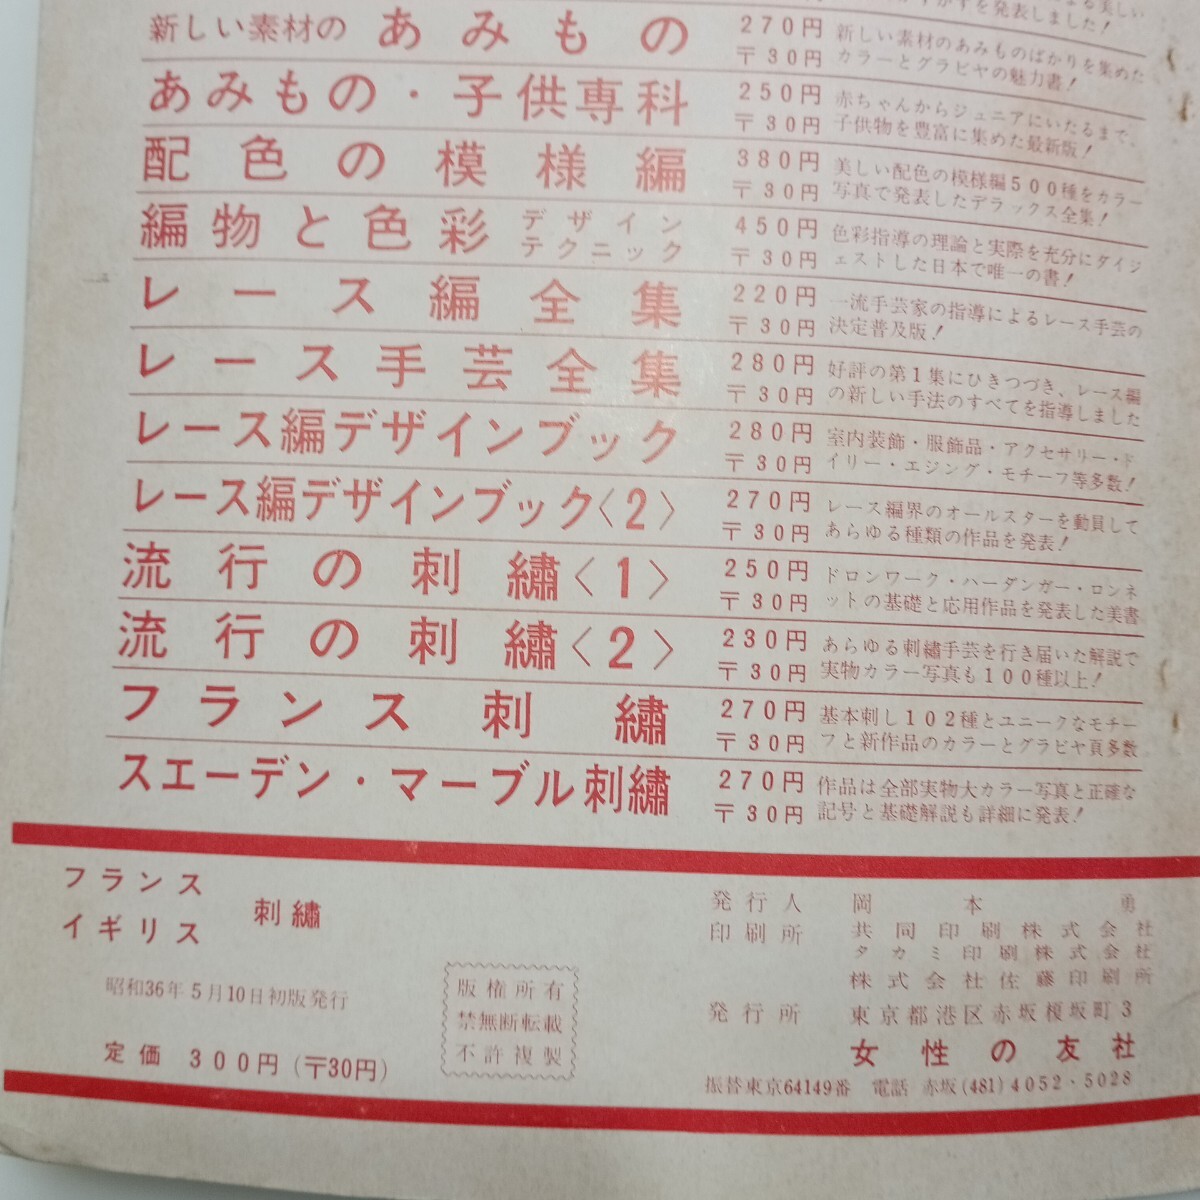 を発表しました!
新しい素材の あみもの 270円 新しい素材のあみものばかりを集めた
〒30円 カラーとグラビヤの魅力書!
あみもの・子供専科 250円 赤ちゃんからジュニアにいたるまで、
〒30円 子供物を豊富に集めた最新版!
配色の模様編 380円 美しい配色の模様編500種をカラー
〒30円 写真で発表したデラックス全集!
編物と色彩 デザイン 450円 色彩指導の理論と実際を充分にダイジ
テクニック 〒30円 ェストした日本で唯一の書!
レース編全集 220円 一流手芸家の指導によるレース手芸の
〒30円 決定普及版!
レース手芸全集 280円 好評の第1集にひきつづき、レース編
〒30円 の新しい手法のすべてを指導しました
レース編デザインブック 280円 室内装飾・服飾品・アクセサリー・ド
〒30円 イリー・エジング・モチーフ等多数!
レース編デザインブック〈2〉 270円 レース編界のオールスターを動員して
〒30円 あらゆる種類の作品を発表!
流行の刺繡〈1〉 250円 ドロンワーク・ハーダンガー・ロンネ
〒30円 ットの基礎と応用作品を発表した美書
流行の刺繡〈2〉 230円 あらゆる刺繡手芸を行き届いた解説で
〒30円 実物カラー写真も100種以上!
フランス刺繡 270円 基本刺し102種とユニークなモチー
〒30円 フと新作品のカラーとグラビヤ頁多数
スエーデン・マーブル刺繡 270円 作品は全部実物大カラー写真と正確な
〒30円 記号と基礎解説も詳細に発表!
フランス
イギリス 刺繡
昭和36年5月10日初版発行
定価 300円(〒30円)
版権所有
禁無断転載
不許複製
発行人 岡本勇
印刷所 共同印刷株式会社
タカミ印刷株式会社
株式会社佐藤印刷所
発行所 東京都港区赤坂榎坂町3
女性の友社
振替東京64149番 電話 赤坂(481)4052・5028